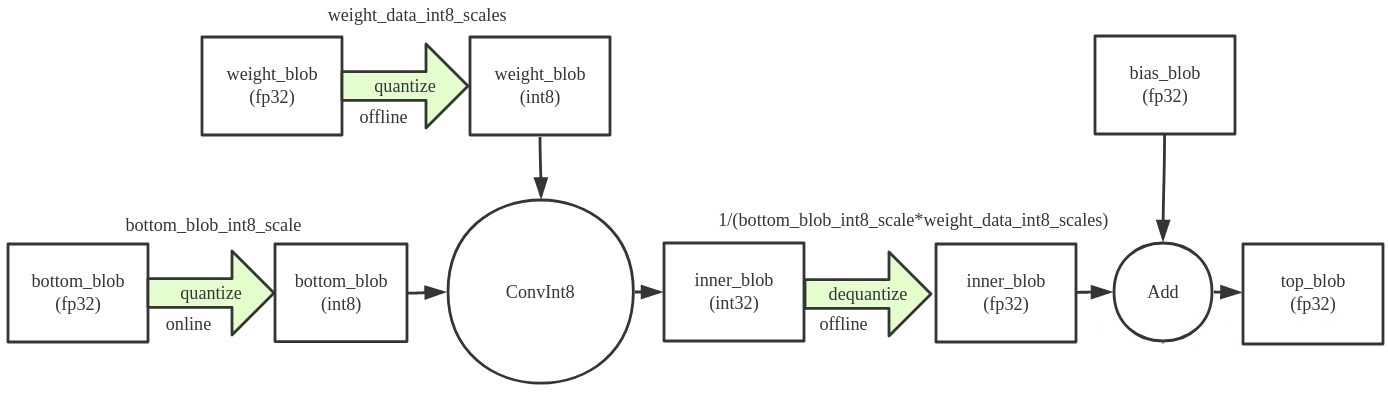 weight_data_int8_scales
weight_blob
(fp32)
quantize
offline
weight_blob
(int8)
bias_blob
(fp32)
bottom_blob_int8_scale
bottom_blob
(fp32)
quantize
online
bottom_blob
(int8)
ConvInt8
1/(bottom_blob_int8_scale*weight_data_int8_scales)
inner_blob
(int32)
dequantize
offline
inner_blob
(fp32)
Add
top_blob
(fp32)